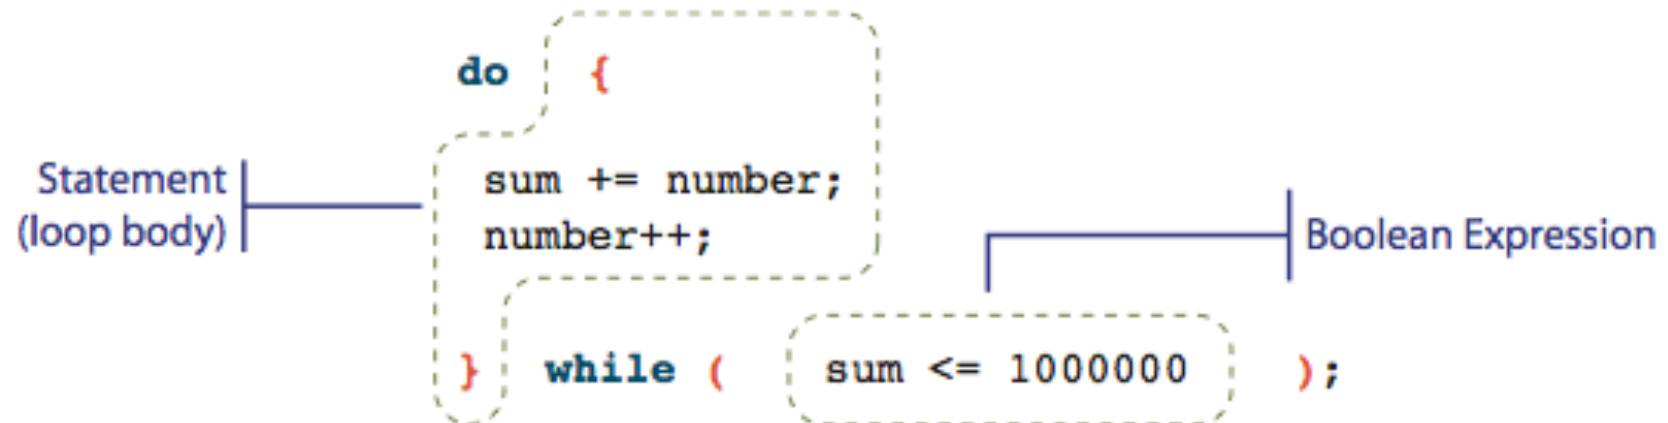 do {
Statement
(loop body)
sum += number;
number++;
Boolean Expression
} while ( sum <= 1000000 );